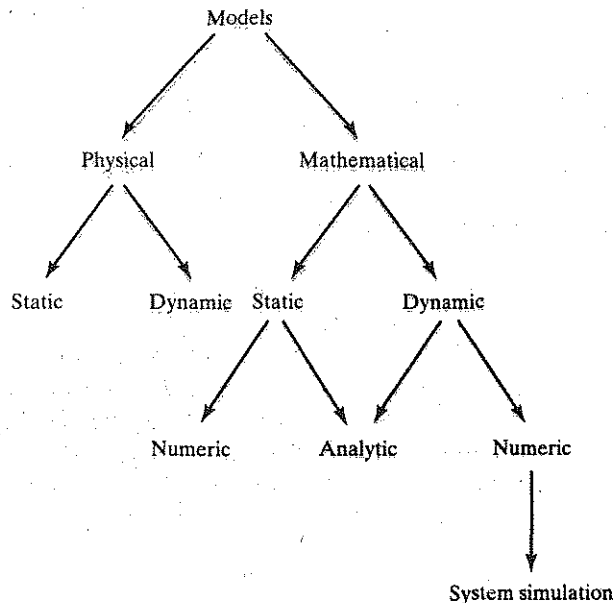 Models
Physical Mathematical
Static Dynamic Static Dynamic
Numeric Analytic Numeric
System simulation